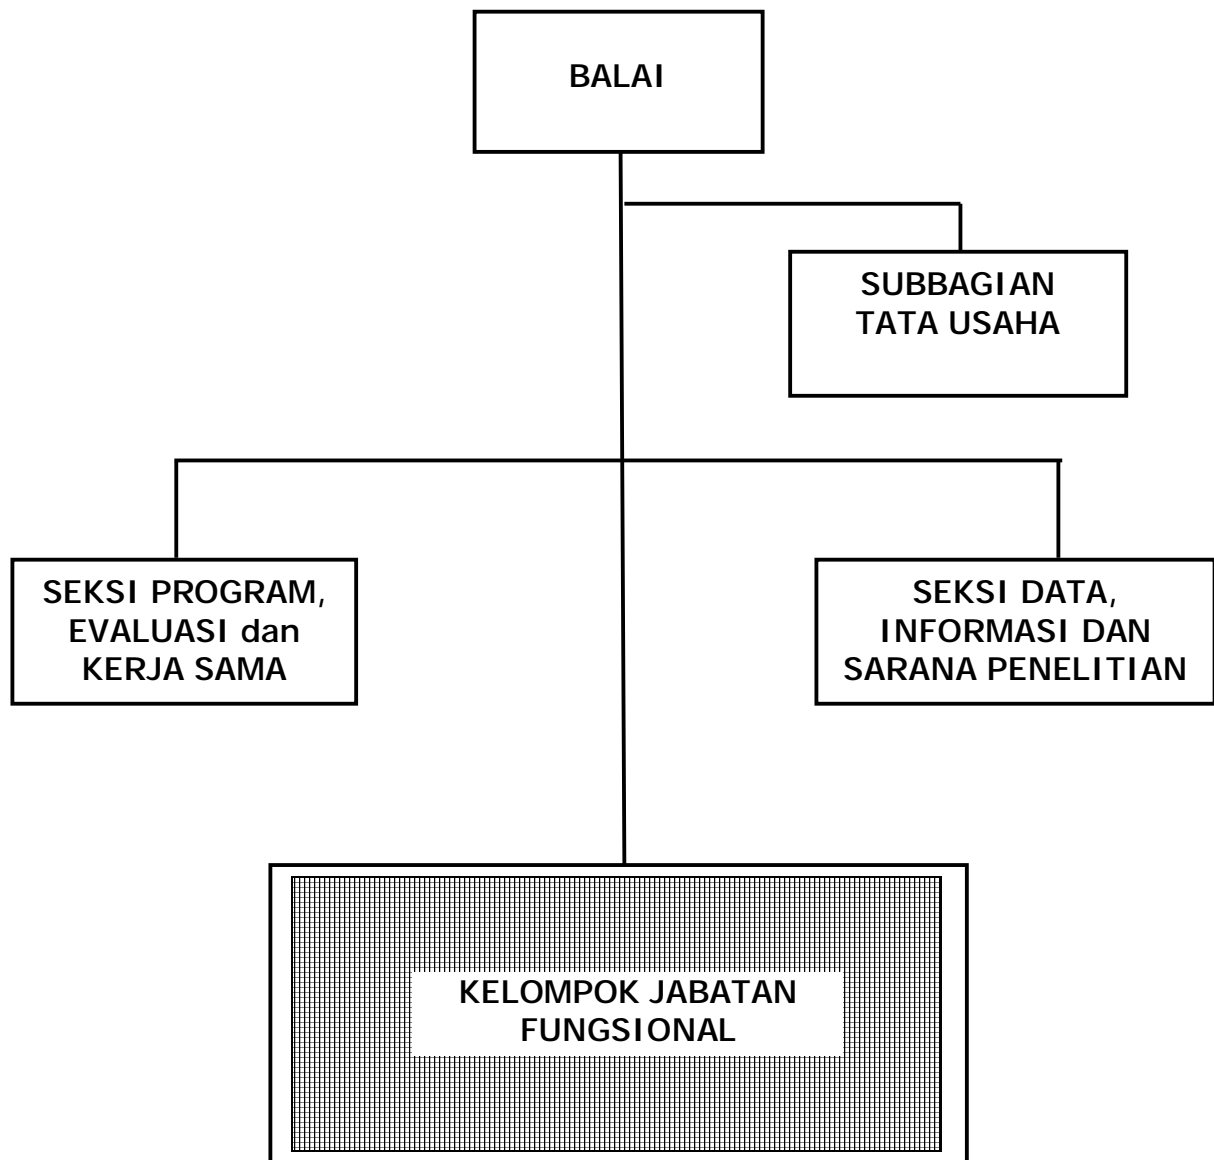 BALAI
SUBBAGIAN
TATA USAHA
SEKSI PROGRAM,
EVALUASI dan
KERJA SAMA
SEKSI DATA,
INFORMASI DAN
SARANA PENELITIAN
KELOMPOK JABATAN
FUNGSIONAL